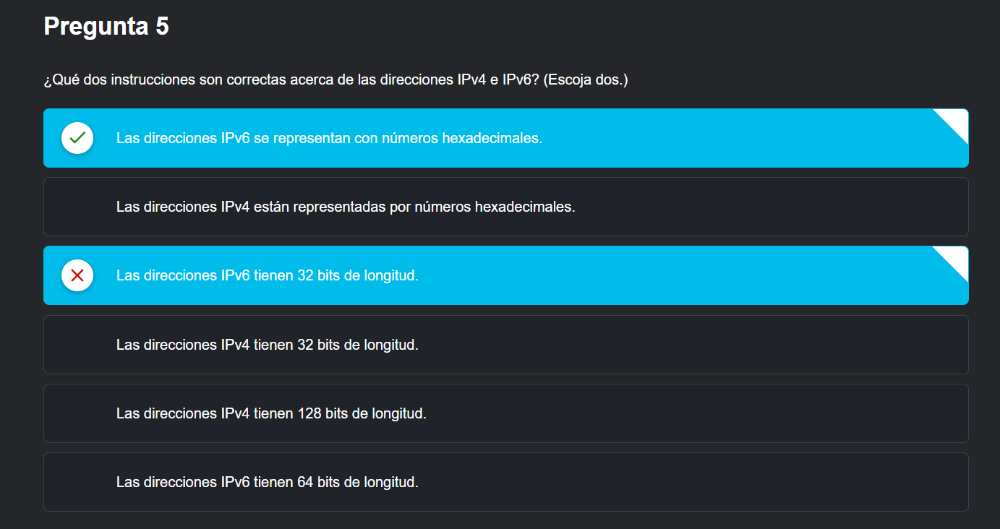 Pregunta 5
¿Qué dos instrucciones son correctas acerca de las direcciones IPv4 e IPv6? (Escoja dos.)
Las direcciones IPv6 se representan con números hexadecimales.
Las direcciones IPv4 están representadas por números hexadecimales.
Las direcciones IPv6 tienen 32 bits de longitud.
Las direcciones IPv4 tienen 32 bits de longitud.
Las direcciones IPv4 tienen 128 bits de longitud.
Las direcciones IPv6 tienen 64 bits de longitud.